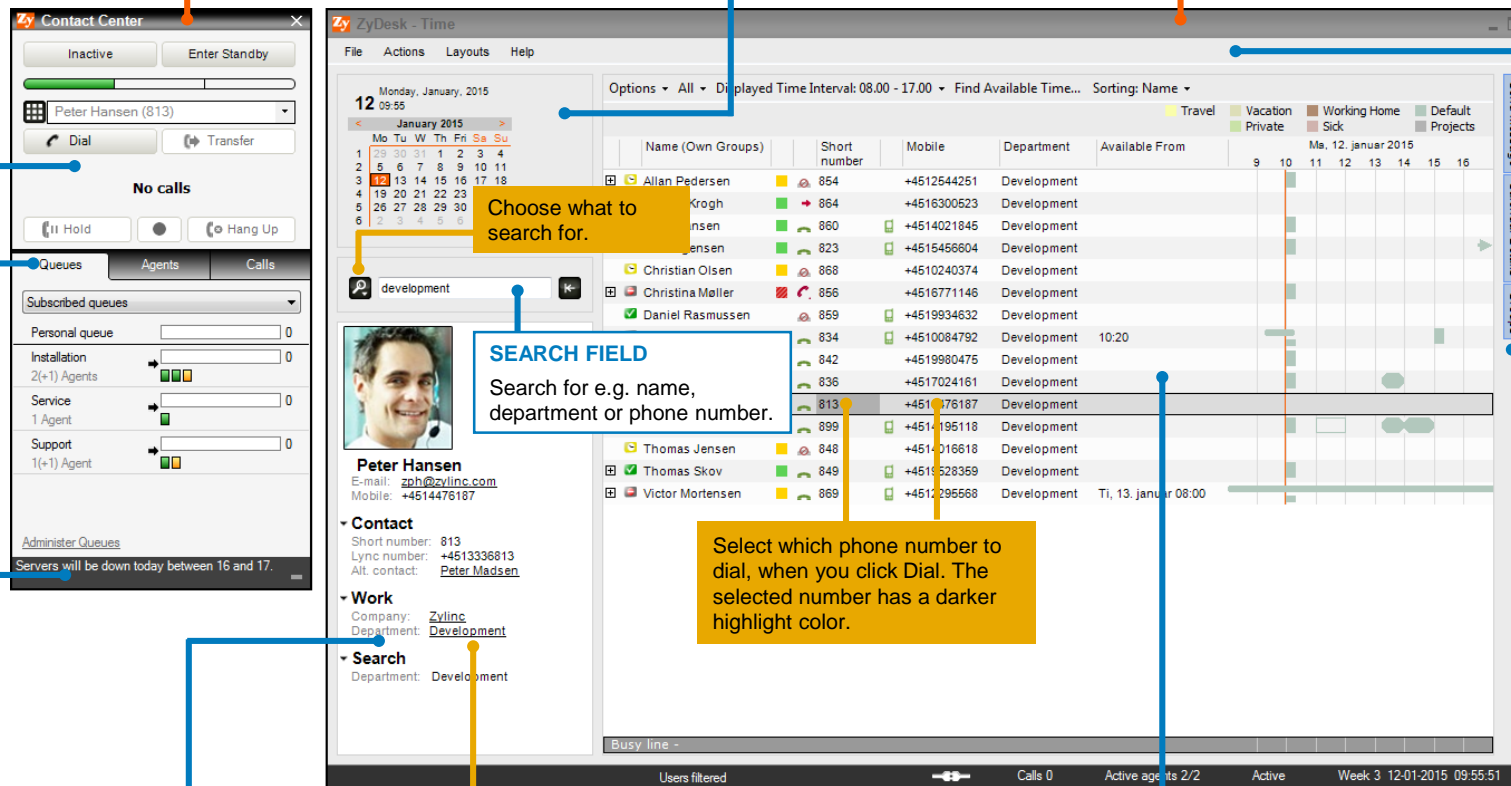 Zy Contact Center
Inactive
Enter Standby
Peter Hansen (813)
Dial
Transfer
No calls
Hold
Hang Up
Queues
Agents
Calls
Subscribed queues
Personal queue
0
Installation
0
2(+1) Agents
Service
0
1 Agent
Support
0
1(+1) Agent
Administer Queues
Servers will be down today between 16 and 17.
Zy ZyDesk - Time
File Actions Layouts Help
Monday, January, 2015
12 09:55
< January 2015 >
Mo Tu W Th Fri Sa Su
1 29 30 31 1 2 3 4
2 5 6 7 8 9 10 11
3 12 13 14 15 16 17 18
4 19 20 21 22 23
5 26 27 28 29 30
6 2 3 4 5 6
Choose what to
search for.
development
SEARCH FIELD
Search for e.g. name,
department or phone number.
Peter Hansen
E-mail: zph@zylinc.com
Mobile: +4514476187
Contact
Short number: 813
Lync number: +4513336813
Alt. contact: Peter Madsen
Work
Company: Zylinc
Department: Development
Search
Department: Development
Options All Displayed Time Interval: 08.00 - 17.00 Find Available Time... Sorting: Name
Travel Vacation Working Home Default
Private Sick Projects
Name (Own Groups) Short number Mobile Department Available From
Ma, 12. januar 2015
9 10 11 12 13 14 15 16
Allan Pedersen 854 +4512544251 Development
Krogh 864 +4516300523 Development
860 +4514021845 Development
823 +4515456604 Development
Christian Olsen 868 +4510240374 Development
Christina Møller 856 +4516771146 Development
Daniel Rasmussen 859 +4519934632 Development
834 +4510084792 Development 10:20
842 +4519980475 Development
836 +4517024161 Development
813 Development
899 Development
Thomas Jensen 848 Development
Thomas Skov 849 Development
Victor Mortensen 869 Development Ti, 13. januar 08:00
Select which phone number to
dial, when you click Dial. The
selected number has a darker
highlight color.
Busy line -
Users filtered
Calls 0
Active agents 2/2
Active
Week 3 12-01-2015 09:55:51